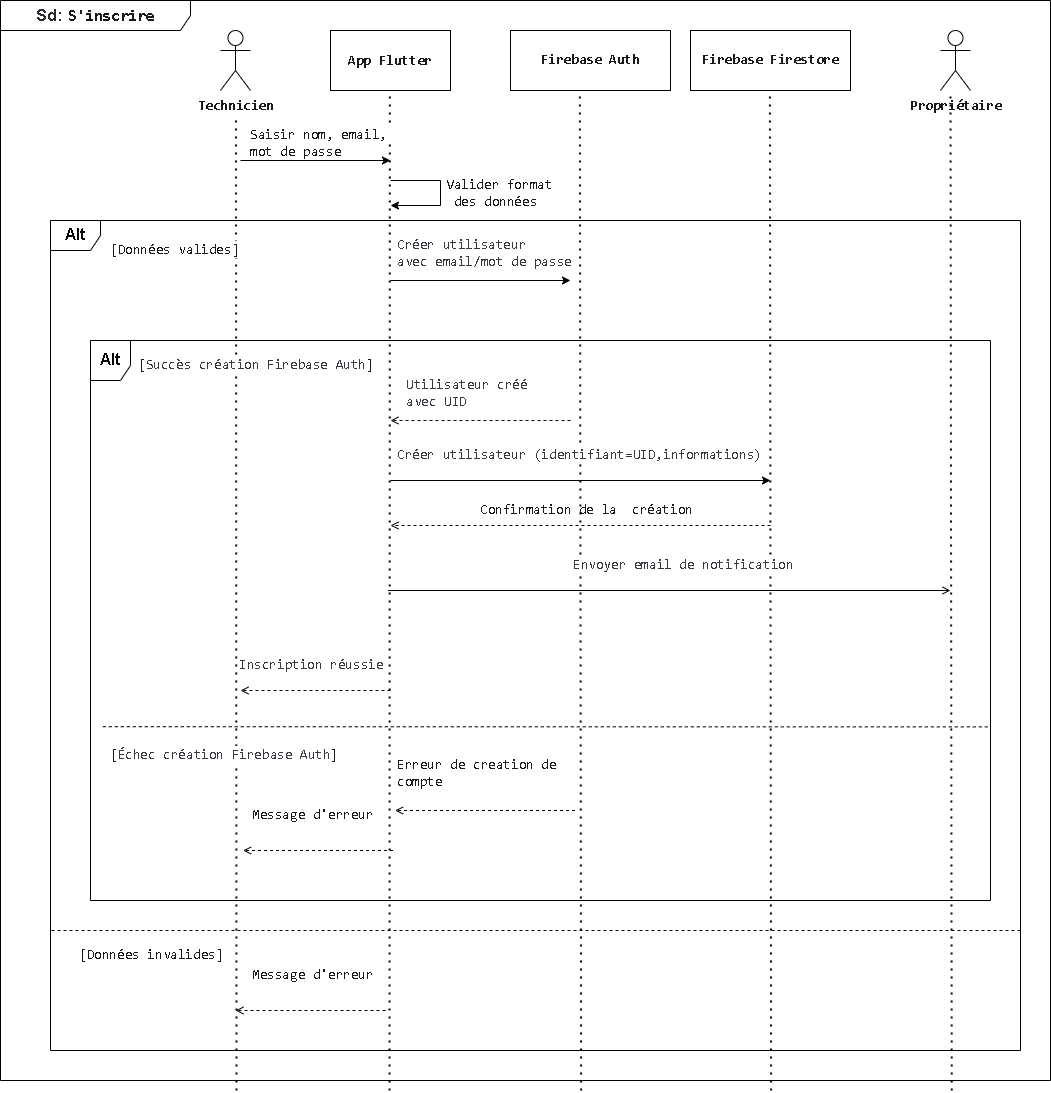 Sd: S'inscrire
App Flutter
Firebase Auth
Firebase Firestore
Technicien
Propriétaire
Saisir nom, email,
mot de passe
Valider format
des données
Alt
[Données valides]
Créer utilisateur
avec email/mot de passe
Alt
[Succès création Firebase Auth]
Utilisateur créé
avec UID
Créer utilisateur (identifiant=UID,informations)
Confirmation de la  création
Envoyer email de notification
Inscription réussie
[Échec création Firebase Auth]
Erreur de creation de
compte
Message d'erreur
[Données invalides]
Message d'erreur